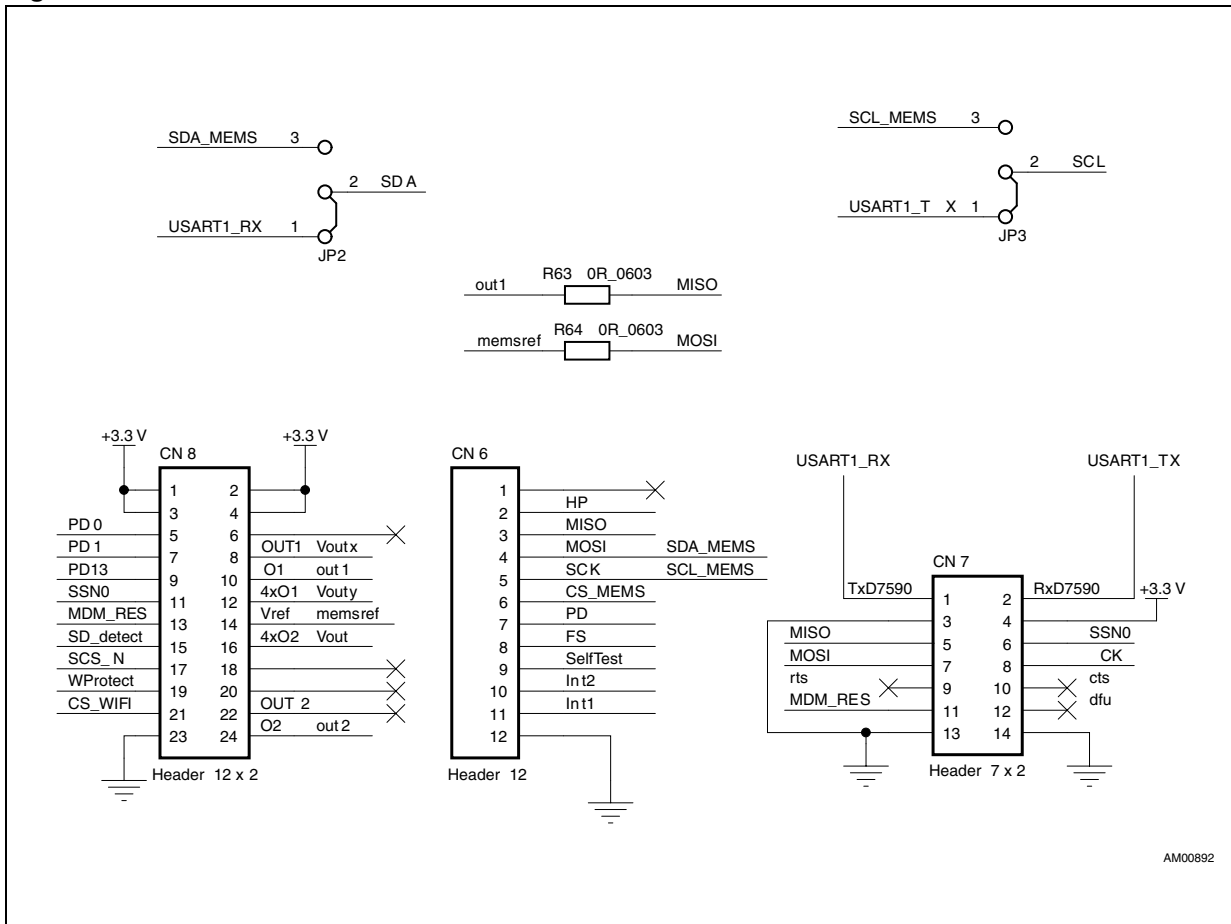 SDA_MEMS 3
2 SDA
USART1_RX 1
JP2
SCL_MEMS 3
2 SCL
USART1_T X 1
JP3
R63 0R_0603
out1 MISO
R64 0R_0603
memsref MOSI
+3.3 V +3.3 V
CN 8
1 2
3 4
PD 0 5 6
PD 1 7 8 OUT1 Voutx
PD13 9 10 O1 out 1
SSN0 11 12 4xO1 Vouty
MDM_RES 13 14 Vref memsref
SD_detect 15 16 4xO2 Vout
SCS_ N 17 18
WProtect 19 20
CS_WIFI 21 22 OUT 2
23 24 O2 out 2
Header 12 x 2
CN 6
1
2 HP
3 MISO
4 MOSI SDA_MEMS
5 SCK SCL_MEMS
6 CS_MEMS
7 PD
8 FS
9 SelfTest
10 Int2
11 Int1
12
Header 12
USART1_RX USART1_TX
CN 7
TxD7590 1 2 RxD7590 +3.3 V
3 4
MISO 5 6 SSN0
MOSI 7 8 CK
rts 9 10 cts
MDM_RES 11 12 dfu
13 14
Header 7 x 2
AM00892